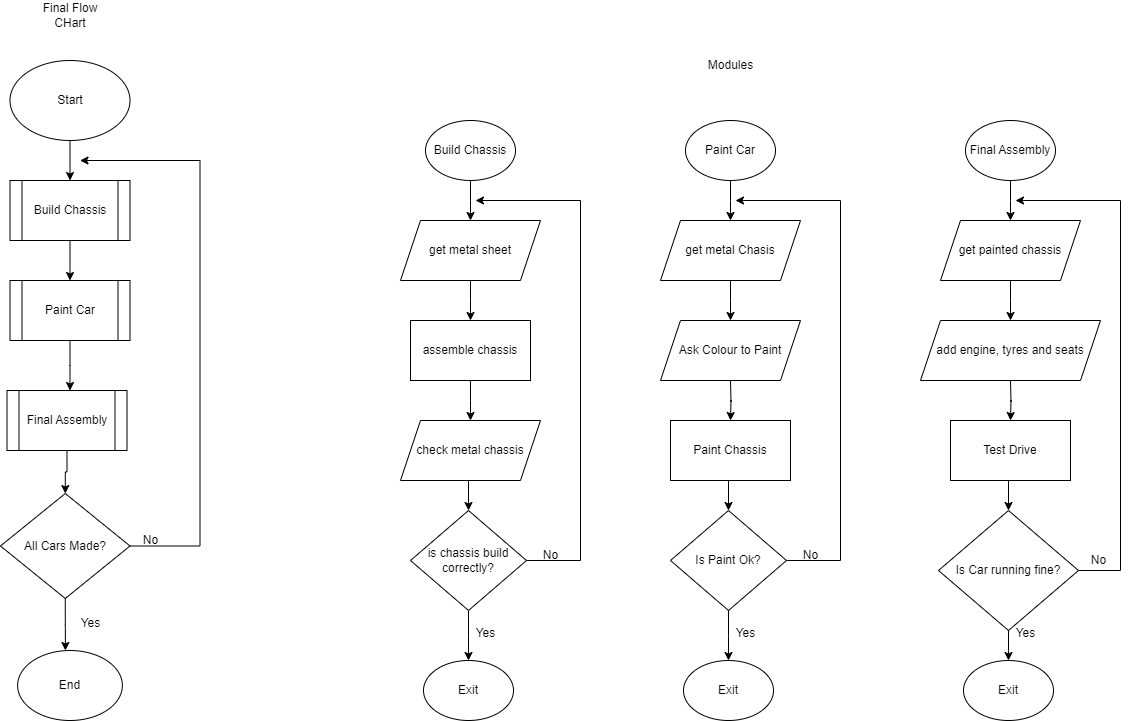 Final Flow
CHart
Start
Build Chassis
Paint Car
Final Assembly
All Cars Made?
No
Yes
End
Modules
Build Chassis
get metal sheet
assemble chassis
check metal chassis
is chassis build
correctly?
No
Yes
Exit
Paint Car
get metal Chasis
Ask Colour to Paint
Paint Chassis
Is Paint Ok?
No
Yes
Exit
Final Assembly
get painted chassis
add engine, tyres and seats
Test Drive
Is Car running fine?
No
Yes
Exit